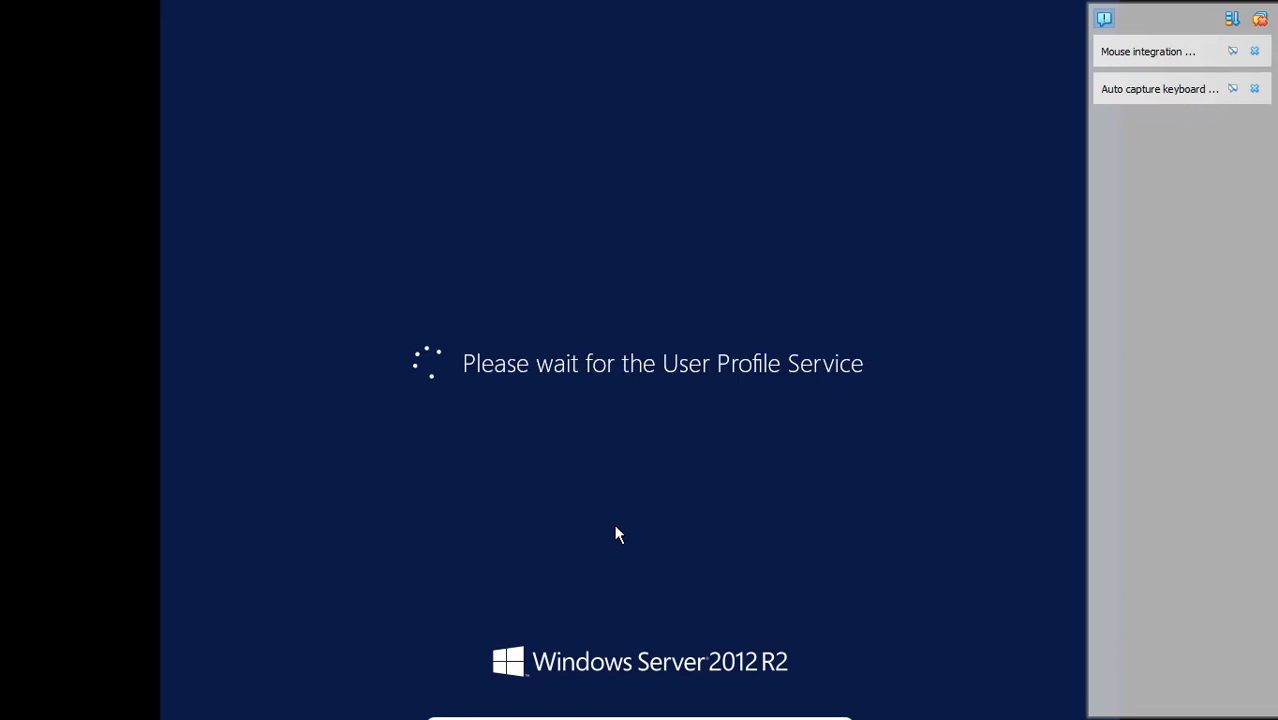 Mouse integration ...
Auto capture keyboard ...
Please wait for the User Profile Service
Windows Server 2012 R2